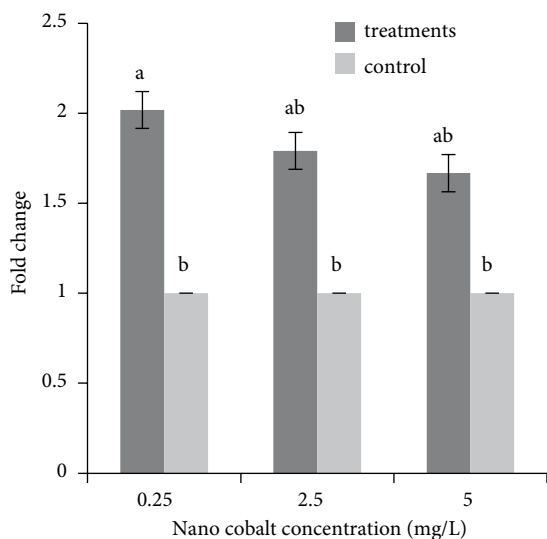 2.5
treatments
control
a
ab
ab
2
1.5
b
b
b
1
0.5
0
Fold change
0.25
2.5
5
Nano cobalt concentration (mg/L)